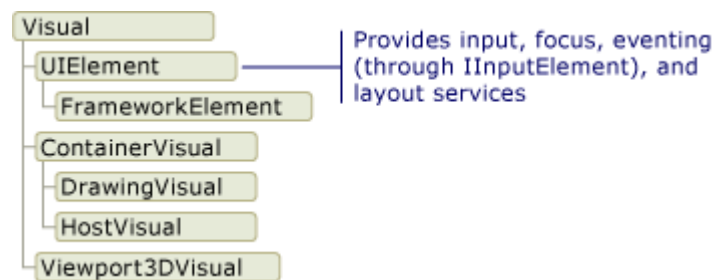 Visual
UIElement
Provides input, focus, eventing
(through IInputElement), and
layout services
FrameworkElement
ContainerVisual
DrawingVisual
HostVisual
Viewport3DVisual